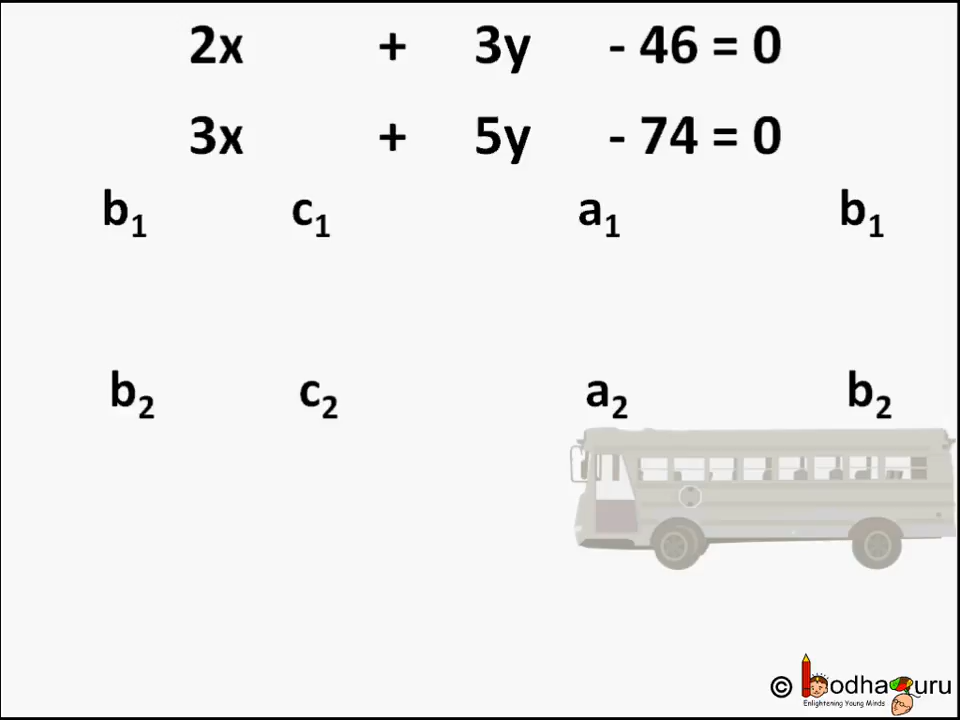 2x + 3y - 46 = 0
3x + 5y - 74 = 0
b₁ c₁ a₁ b₁
b₂ c₂ a₂ b₂
© bodhaguru
Enlightening Young Minds